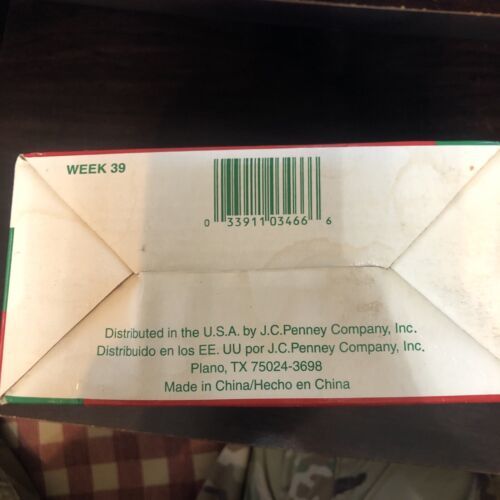 WEEK 39
0 33911 03466 6
Distributed in the U.S.A. by J.C.Penney Company, Inc.
Distribuido en los EE. UU por J.C.Penney Company, Inc.
Plano, TX 75024-3698
Made in China/Hecho en China